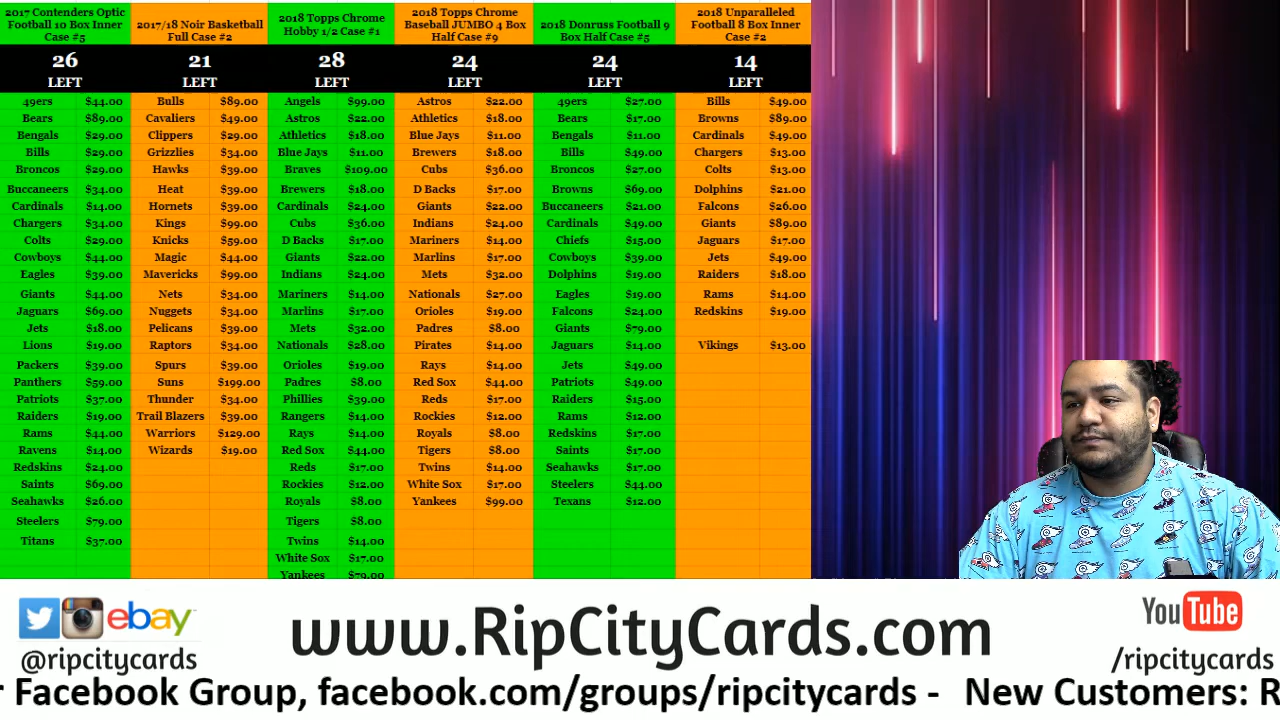 2017 Contenders Optic
Football 10 Box Inner
Case #5
26
LEFT
49ers $44.00
Bears $89.00
Bengals $29.00
Bills $29.00
Broncos $29.00
Buccaneers $34.00
Cardinals $14.00
Chargers $34.00
Colts $29.00
Cowboys $44.00
Eagles $39.00
Giants $44.00
Jaguars $69.00
Jets $18.00
Lions $19.00
Packers $39.00
Panthers $59.00
Patriots $37.00
Raiders $19.00
Rams $44.00
Ravens $14.00
Redskins $24.00
Saints $69.00
Seahawks $26.00
Steelers $79.00
Titans $37.00
2017/18 Noir Basketball
Full Case #2
21
LEFT
Bulls $89.00
Cavaliers $49.00
Clippers $29.00
Grizzlies $34.00
Hawks $39.00
Heat $39.00
Hornets $39.00
Kings $99.00
Knicks $59.00
Magic $44.00
Mavericks $99.00
Nets $34.00
Nuggets $34.00
Pelicans $39.00
Raptors $34.00
Spurs $39.00
Suns $199.00
Thunder $34.00
Trail Blazers $39.00
Warriors $129.00
Wizards $19.00
2018 Topps Chrome
Hobby 1/2 Case #1
28
LEFT
Angels $99.00
Astros $22.00
Athletics $18.00
Blue Jays $11.00
Braves $109.00
Brewers $18.00
Cardinals $24.00
Cubs $36.00
D Backs $17.00
Giants $22.00
Indians $24.00
Mariners $14.00
Marlins $17.00
Mets $32.00
Nationals $28.00
Orioles $19.00
Padres $8.00
Phillies $39.00
Rangers $14.00
Rays $14.00
Red Sox $44.00
Reds $17.00
Rockies $12.00
Royals $8.00
Tigers $8.00
Twins $14.00
White Sox $17.00
Yankees $79.00
2018 Topps Chrome
Baseball JUMBO 4 Box
Half Case #9
24
LEFT
Astros $22.00
Athletics $18.00
Blue Jays $11.00
Brewers $18.00
Cubs $36.00
D Backs $17.00
Giants $22.00
Indians $24.00
Mariners $14.00
Marlins $17.00
Mets $32.00
Nationals $27.00
Orioles $19.00
Padres $8.00
Pirates $14.00
Rays $14.00
Red Sox $44.00
Reds $17.00
Rockies $12.00
Royals $8.00
Tigers $8.00
Twins $14.00
White Sox $17.00
Yankees $99.00
2018 Donruss Football 9
Box Half Case #5
24
LEFT
49ers $27.00
Bears $17.00
Bengals $11.00
Bills $49.00
Broncos $27.00
Browns $69.00
Buccaneers $21.00
Cardinals $49.00
Chiefs $15.00
Cowboys $39.00
Dolphins $19.00
Eagles $19.00
Falcons $24.00
Giants $79.00
Jaguars $14.00
Jets $49.00
Patriots $49.00
Raiders $15.00
Rams $12.00
Redskins $17.00
Saints $17.00
Seahawks $17.00
Steelers $44.00
Texans $12.00
2018 Unparalleled
Football 8 Box Inner
Case #2
14
LEFT
Bills $49.00
Browns $89.00
Cardinals $49.00
Chargers $13.00
Colts $13.00
Dolphins $21.00
Falcons $26.00
Giants $89.00
Jaguars $17.00
Jets $49.00
Raiders $18.00
Rams $14.00
Redskins $19.00
Vikings $13.00
ebay
@ripcitycards
www.RipCityCards.com
YouTube
/ripcitycards
r Facebook Group, facebook.com/groups/ripcitycards - New Customers: R